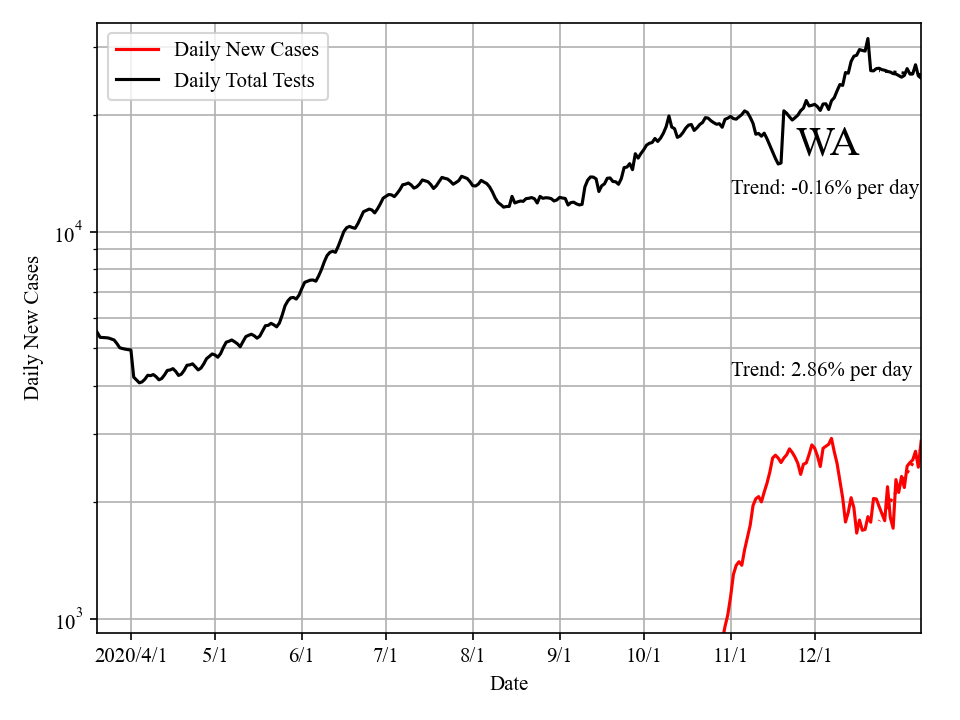 Daily New Cases
Daily Total Tests
WA
Trend: -0.16% per day
Trend: 2.86% per day
10^4
10^3
Daily New Cases
2020/4/1 5/1 6/1 7/1 8/1 9/1 10/1 11/1 12/1
Date